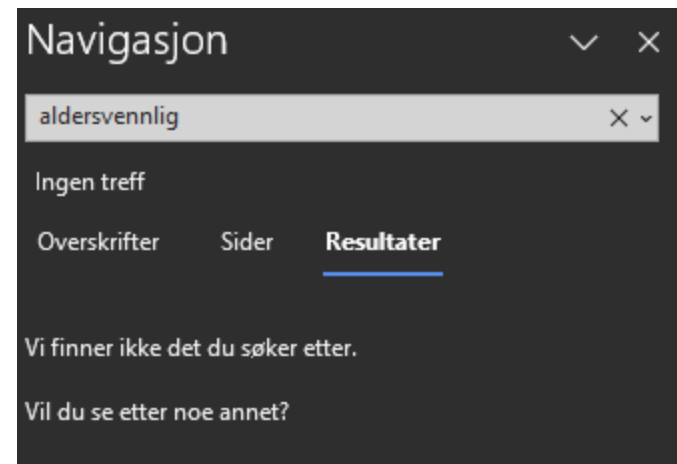 Navigasjon
aldersvennlig
Ingen treff
Overskrifter Sider Resultater
Vi finner ikke det du søker etter.
Vil du se etter noe annet?